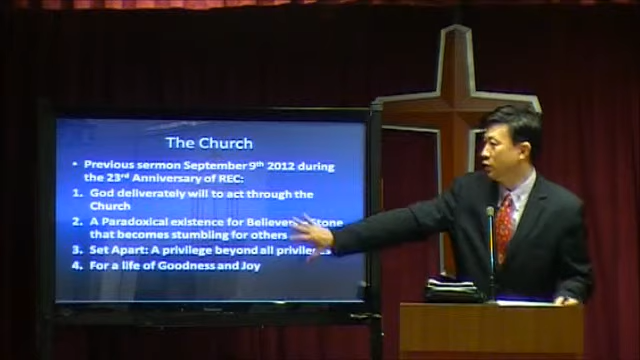 The Church
• Previous sermon September 9th 2012 during
the 23rd Anniversary of REC:
1. God deliverately will to act through the
Church
2. A Paradoxical existence for Believers: Stone
that becomes stumbling for others
3. Set Apart: A privilege beyond all privileges
4. For a life of Goodness and Joy